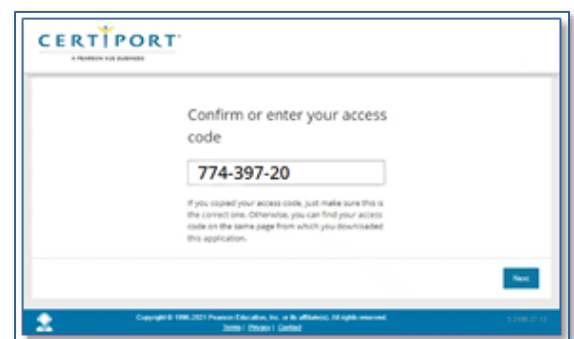 CERTIPORT
A PEARSON VUE BUSINESS
Confirm or enter your access
code
774-397-20
If you copied your access code, just make sure this is
the correct one. Otherwise, you can find your access
code on the same page from which you downloaded
this application.
Next
Copyright © 1996-2021 Pearson Education, Inc. or its affiliate(s). All rights reserved.
Terms | Privacy | Contact